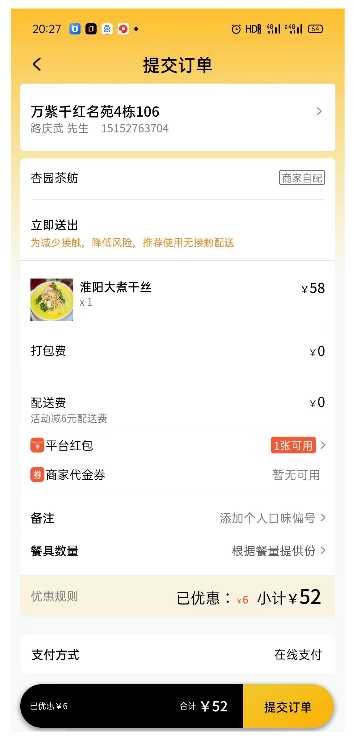 20:27
提交订单
万紫千红名苑4栋106
路庆武 先生 15152763704
杏园茶舫
商家自配
立即送出
为减少接触，降低风险，推荐使用无接触配送
淮阳大煮干丝
¥58
x 1
打包费
¥0
配送费
¥0
活动减6元配送费
平台红包
1张可用
券
商家代金券
暂无可用
备注
添加个人口味偏号
餐具数量
根据餐量提供份
优惠规则
已优惠：¥6 小计¥52
支付方式
在线支付
已优惠¥6
合计 ¥52
提交订单